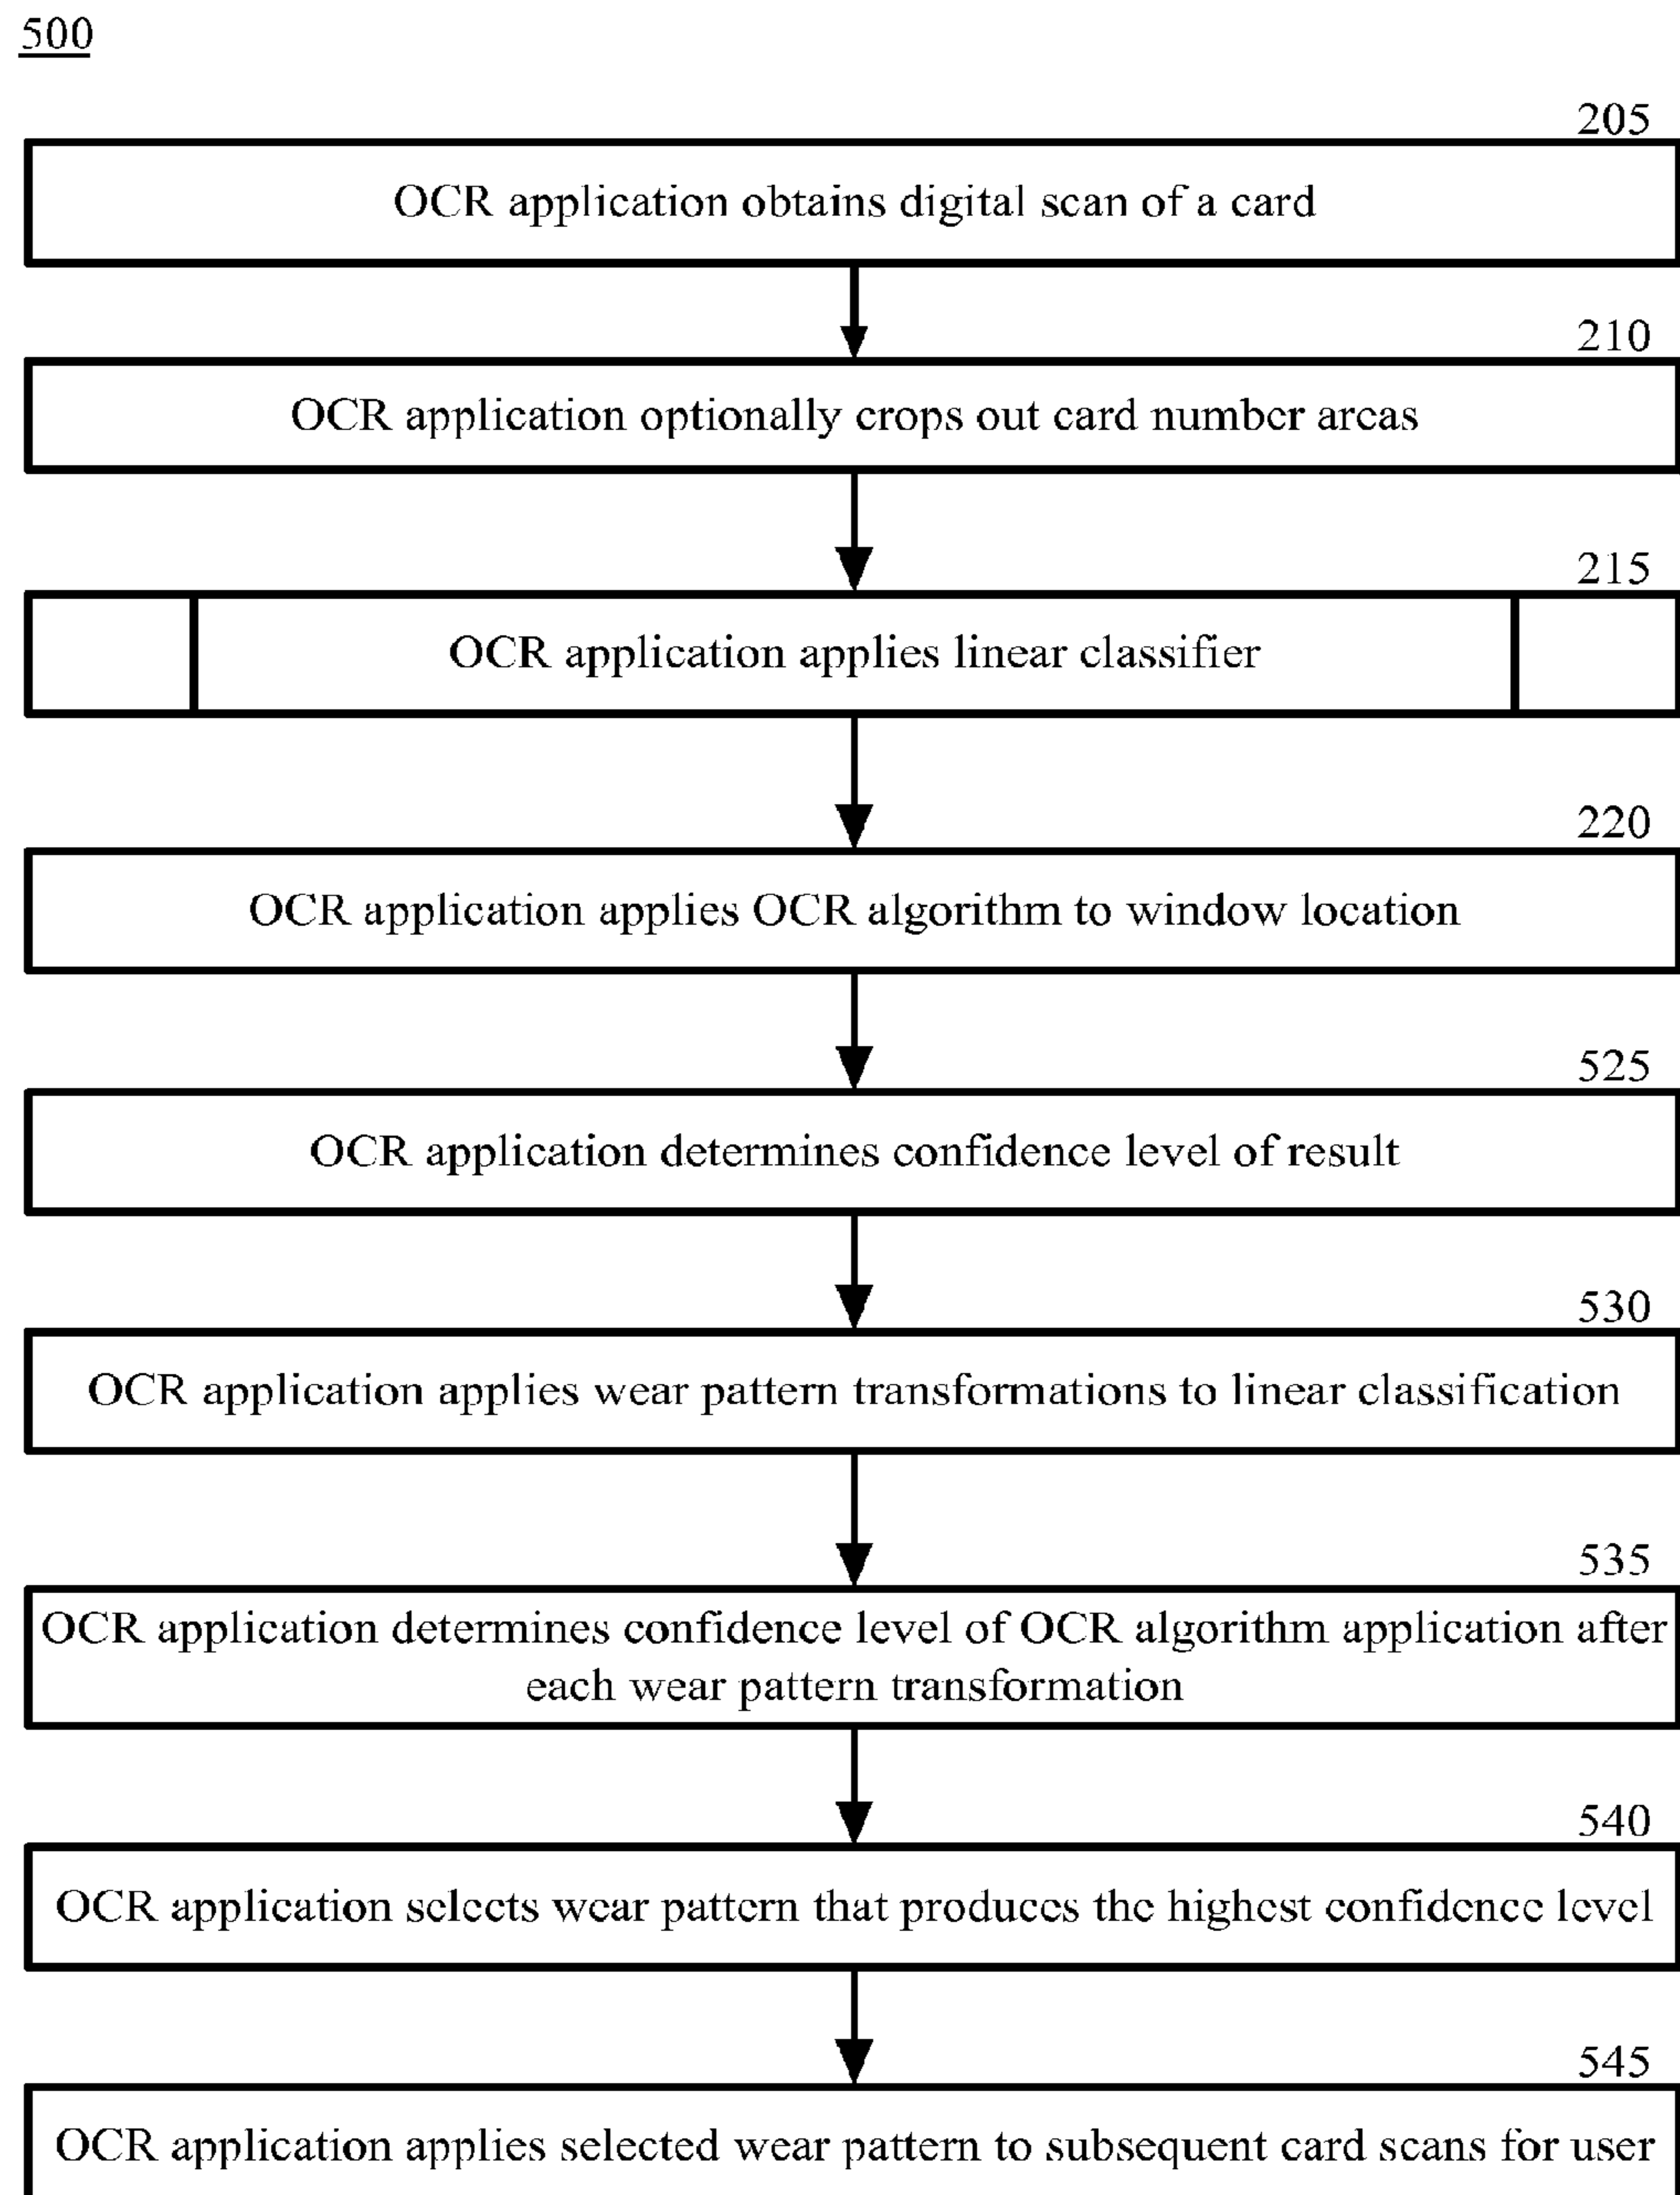 500
205
OCR application obtains digital scan of a card
210
OCR application optionally crops out card number areas
215
OCR application applies linear classifier
220
OCR application applies OCR algorithm to window location
525
OCR application determines confidence level of result
530
OCR application applies wear pattern transformations to linear classification
535
OCR application determines confidence level of OCR algorithm application after
each wear pattern transformation
540
OCR application selects wear pattern that produces the highest confidence level
545
OCR application applies selected wear pattern to subsequent card scans for user